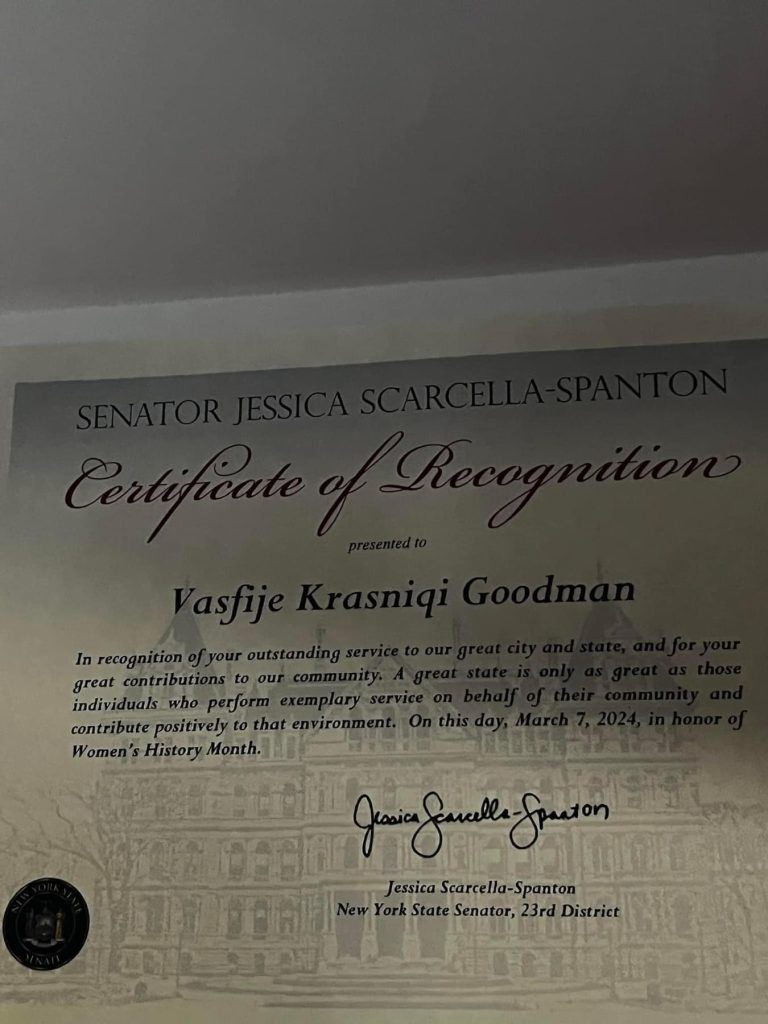 SENATOR JESSICA SCARCELLA-SPANTON
Certificate of Recognition
presented to
Vasfije Krasniqi Goodman
In recognition of your outstanding service to our great city and state, and for your
great contributions to our community. A great state is only as great as those
individuals who perform exemplary service on behalf of their community and
contribute positively to that environment. On this day, March 7, 2024, in honor of
Women's History Month.
Jessica Scarcella-Spanton
Jessica Scarcella-Spanton
New York State Senator, 23rd District
NEW YORK STATE
SENATE